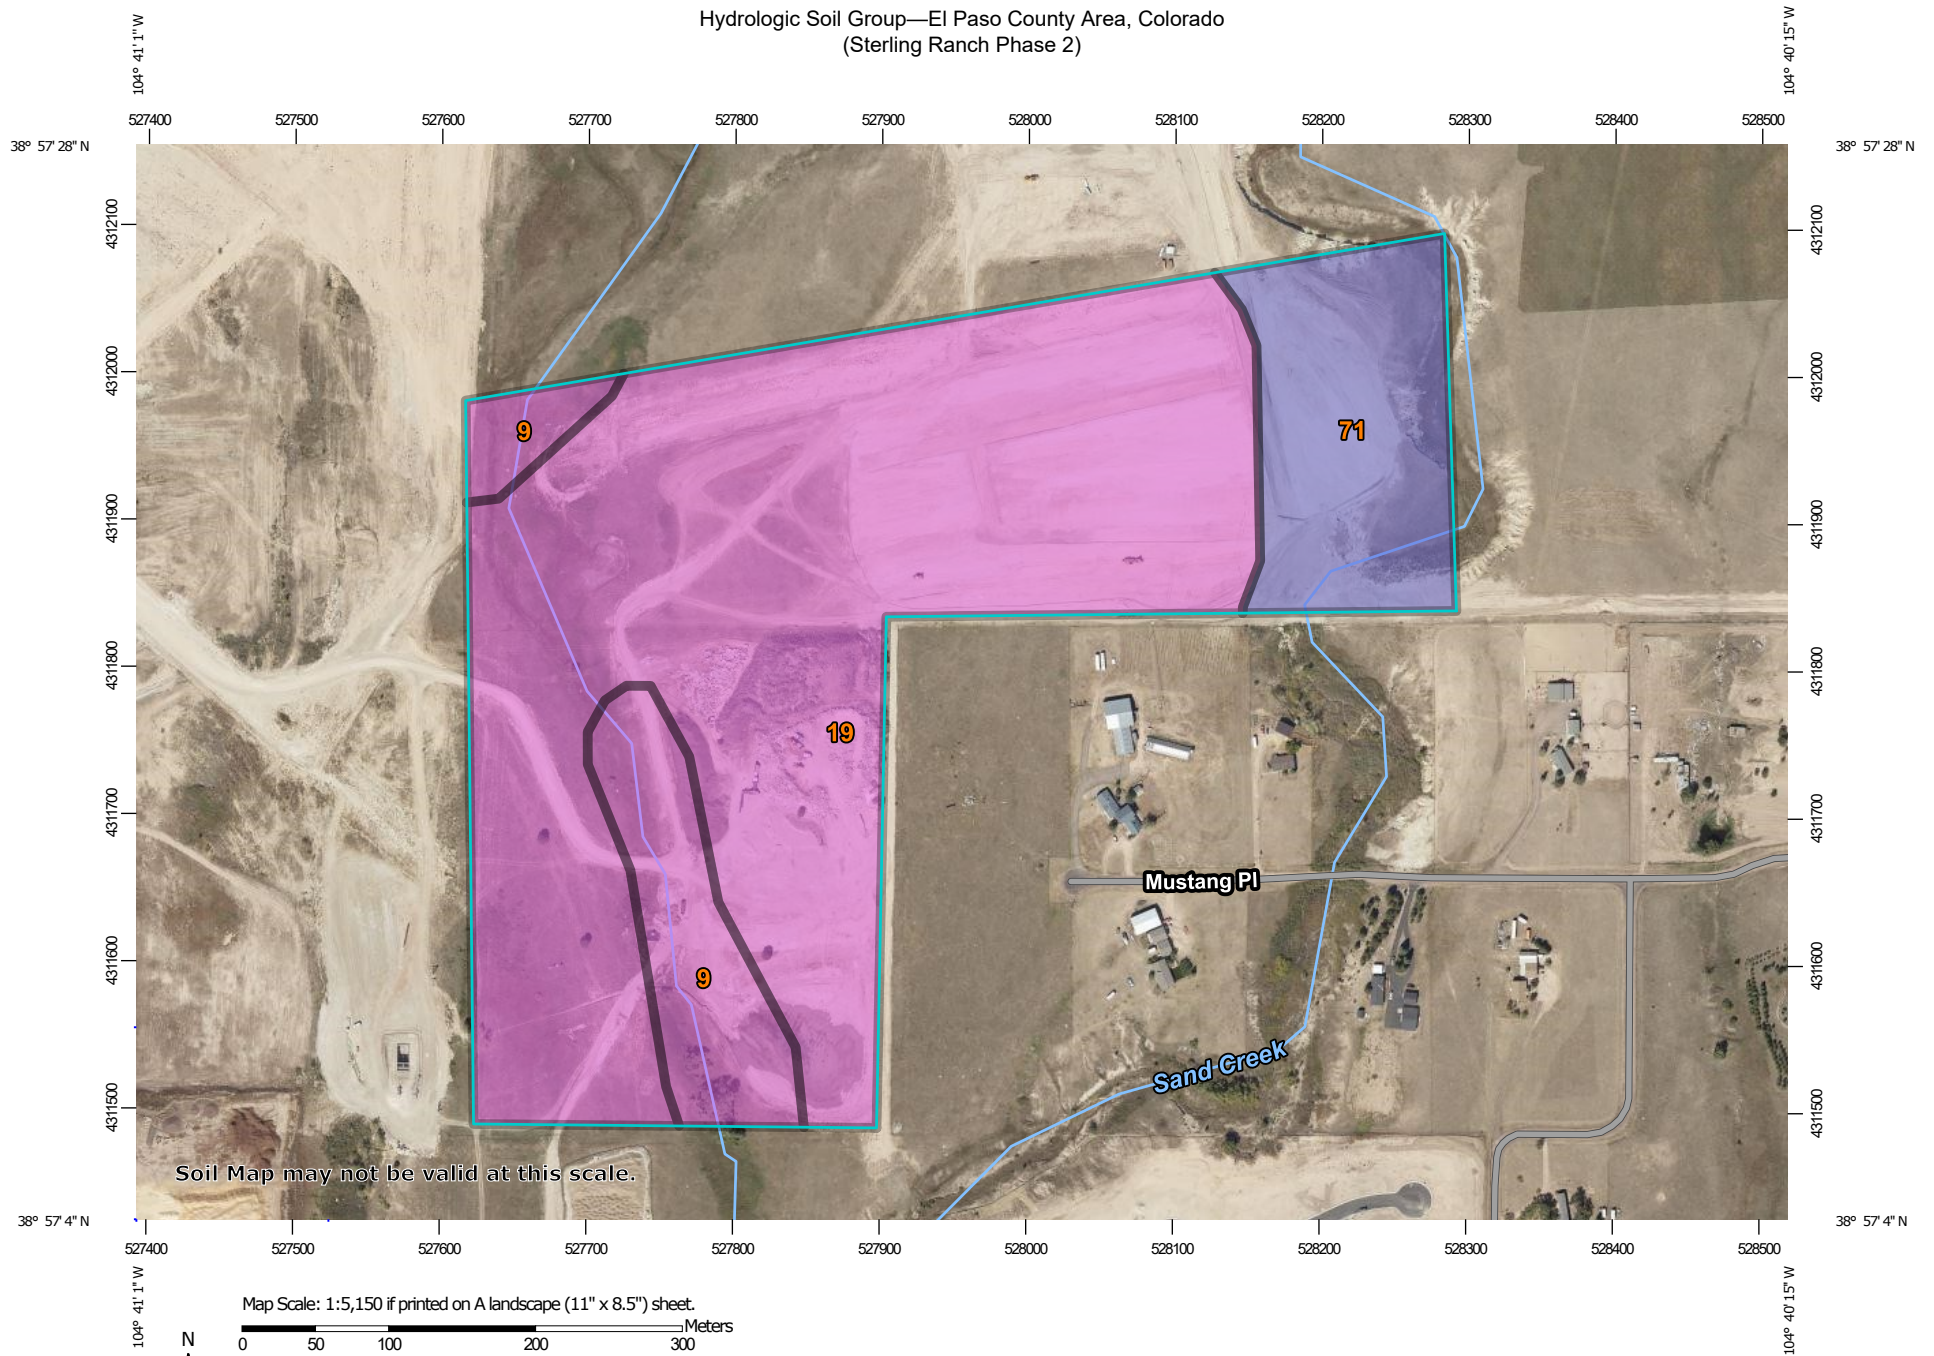 Hydrologic Soil Group—El Paso County Area, Colorado
(Sterling Ranch Phase 2)
104° 41' 1" W
104° 40' 15" W
527400 527500 527600 527700 527800 527900 528000 528100 528200 528300 528400 528500
38° 57' 28" N
38° 57' 28" N
4312100
4312100
4312000
4312000
9
71
4311900
4311900
4311800
4311800
19
4311700
4311700
Mustang Pl
4311600
4311600
9
Sand Creek
4311500
4311500
Soil Map may not be valid at this scale.
38° 57' 4" N
38° 57' 4" N
527400 527500 527600 527700 527800 527900 528000 528100 528200 528300 528400 528500
104° 41' 1" W
104° 40' 15" W
Map Scale: 1:5,150 if printed on A landscape (11" x 8.5") sheet.
Meters
N
0 50 100 200 300